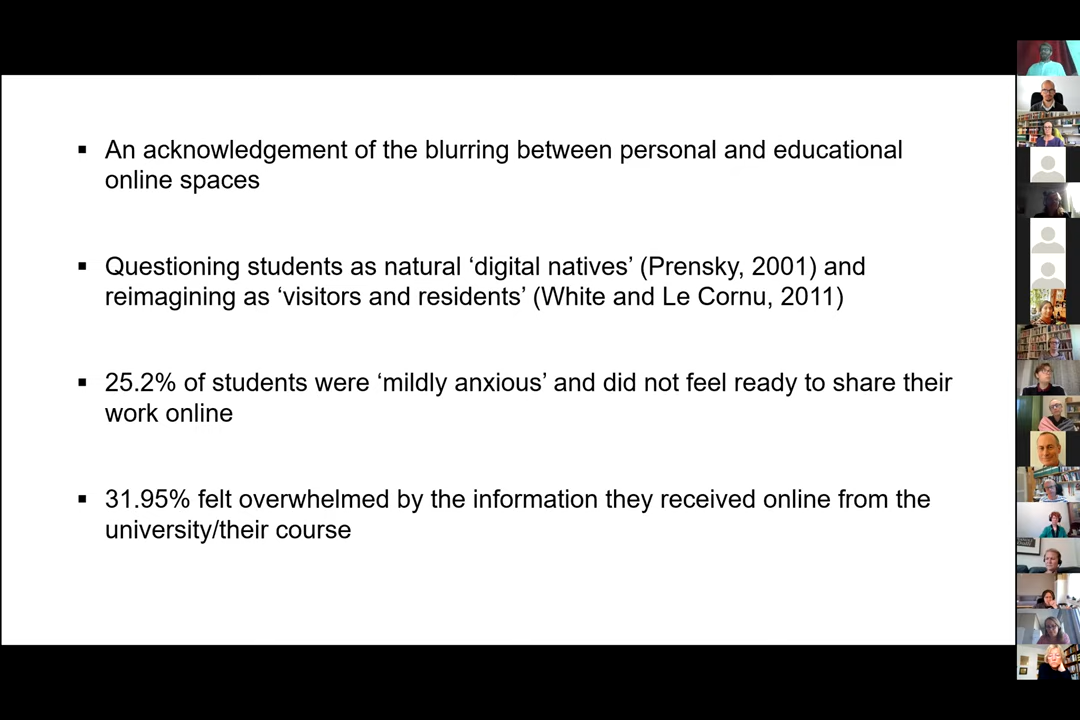 ▪ An acknowledgement of the blurring between personal and educational
online spaces
▪ Questioning students as natural ‘digital natives’ (Prensky, 2001) and
reimagining as ‘visitors and residents’ (White and Le Cornu, 2011)
▪ 25.2% of students were ‘mildly anxious’ and did not feel ready to share their
work online
▪ 31.95% felt overwhelmed by the information they received online from the
university/their course